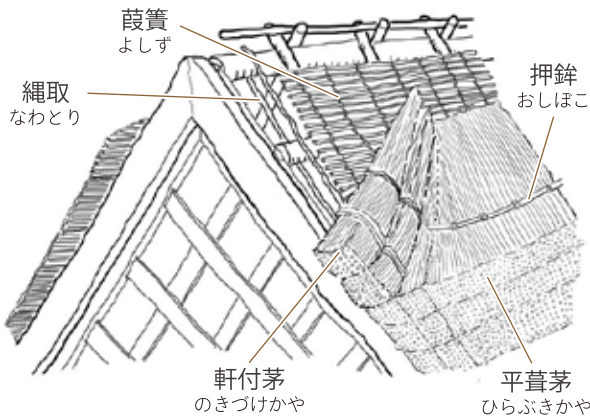 葭簀
よしず
縄取
なわとり
押鉾
おしぼこ
軒付茅
のきづけかや
平葺茅
ひらぶきかや